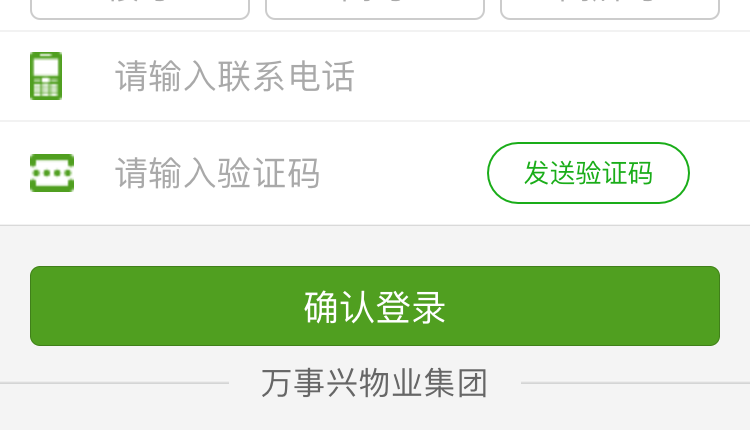 请输入联系电话
请输入验证码
发送验证码
确认登录
万事兴物业集团